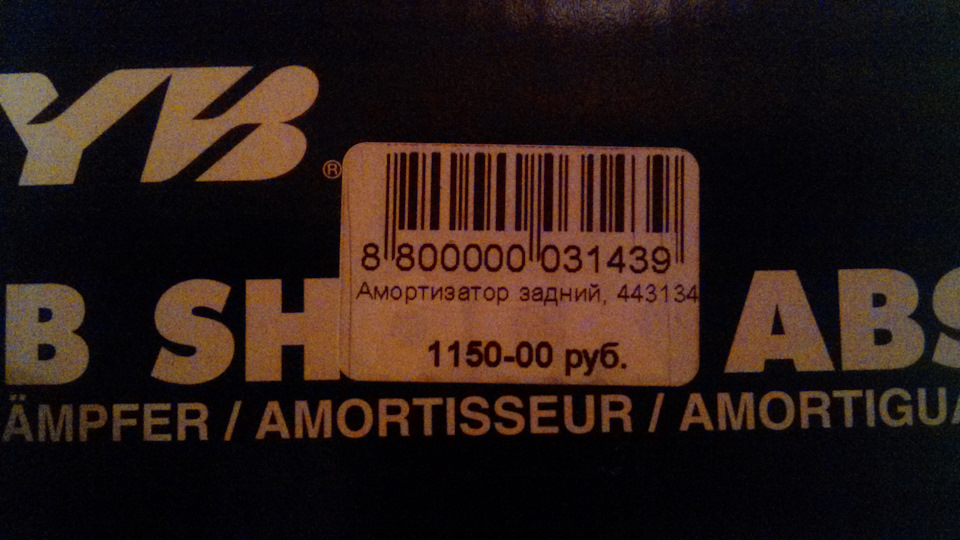 YB®
8 800000 031439
Амортизатор задний, 443134
1150-00 руб.
B SH ABS
ÄMPFER / AMORTISSEUR / AMORTIGUA